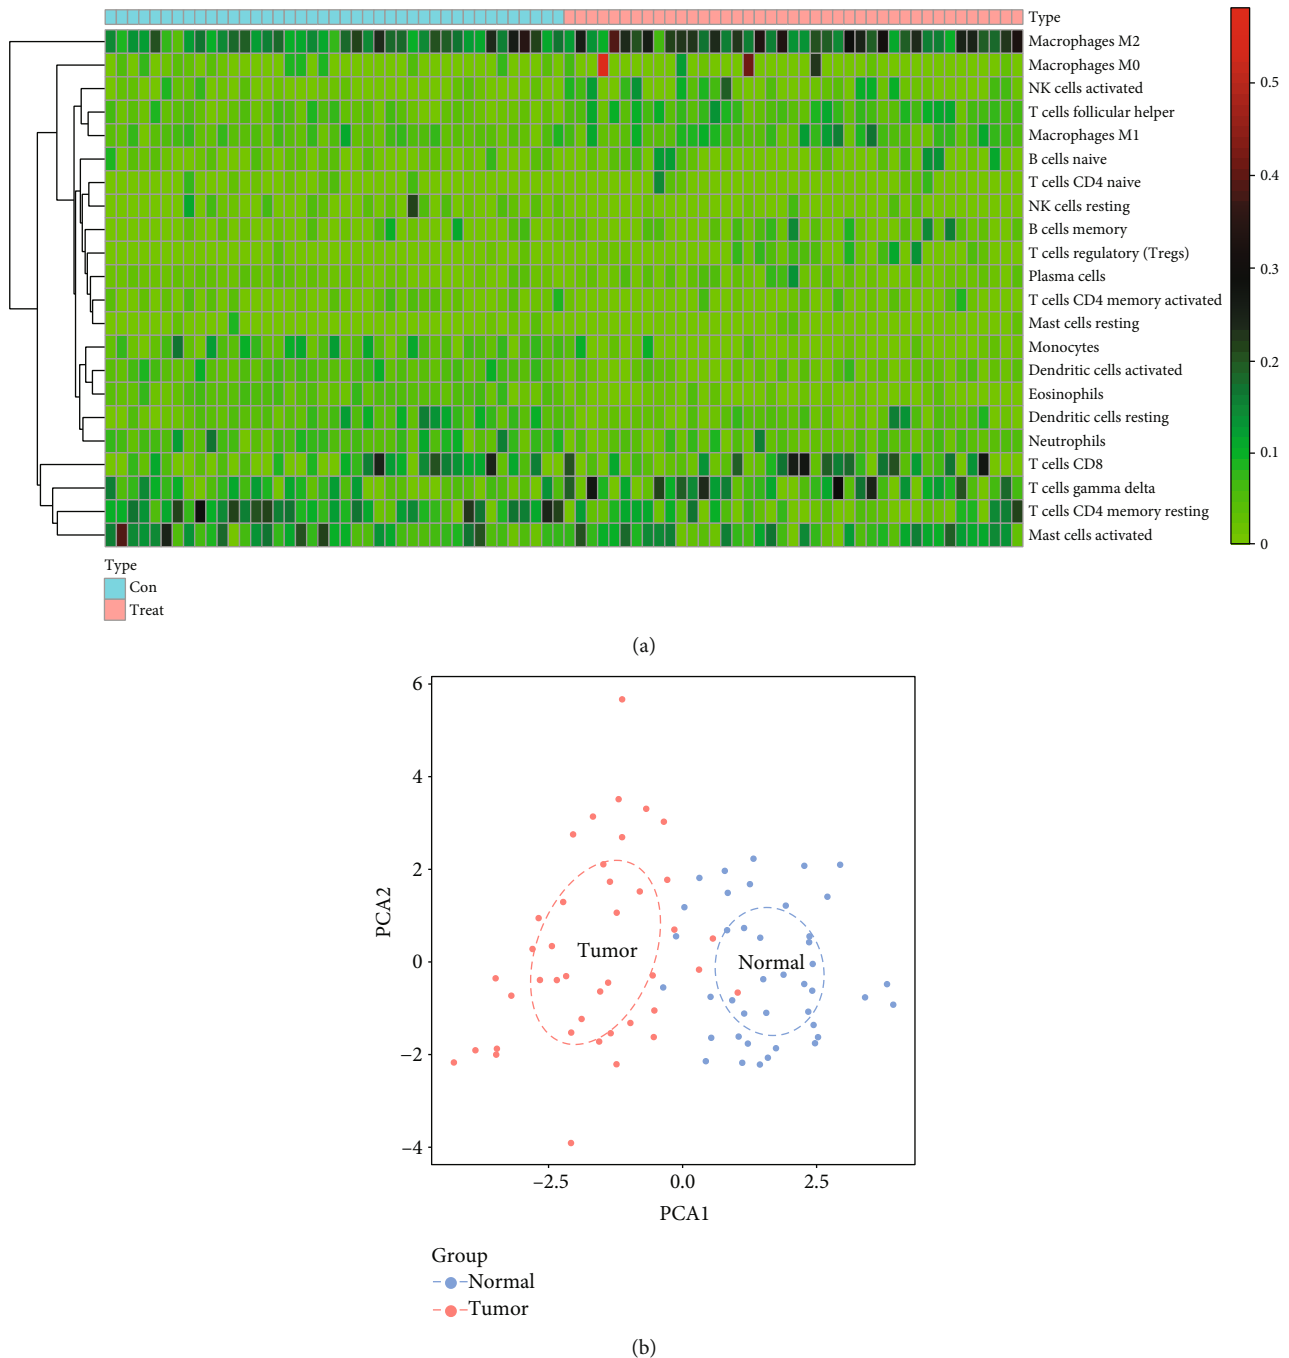 Type
Macrophages M2
Macrophages M0
NK cells activated
T cells follicular helper
Macrophages M1
B cells naive
T cells CD4 naive
NK cells resting
B cells memory
T cells regulatory (Tregs)
Plasma cells
T cells CD4 memory activated
Mast cells resting
Monocytes
Dendritic cells activated
Eosinophils
Dendritic cells resting
Neutrophils
T cells CD8
T cells gamma delta
T cells CD4 memory resting
Mast cells activated
0.5
0.4
0.3
0.2
0.1
0
Type
Con
Treat
(a)
6
4
2
0
−2
−4
PCA2
Tumor
Normal
−2.5
0.0
2.5
PCA1
Group
Normal
Tumor
(b)